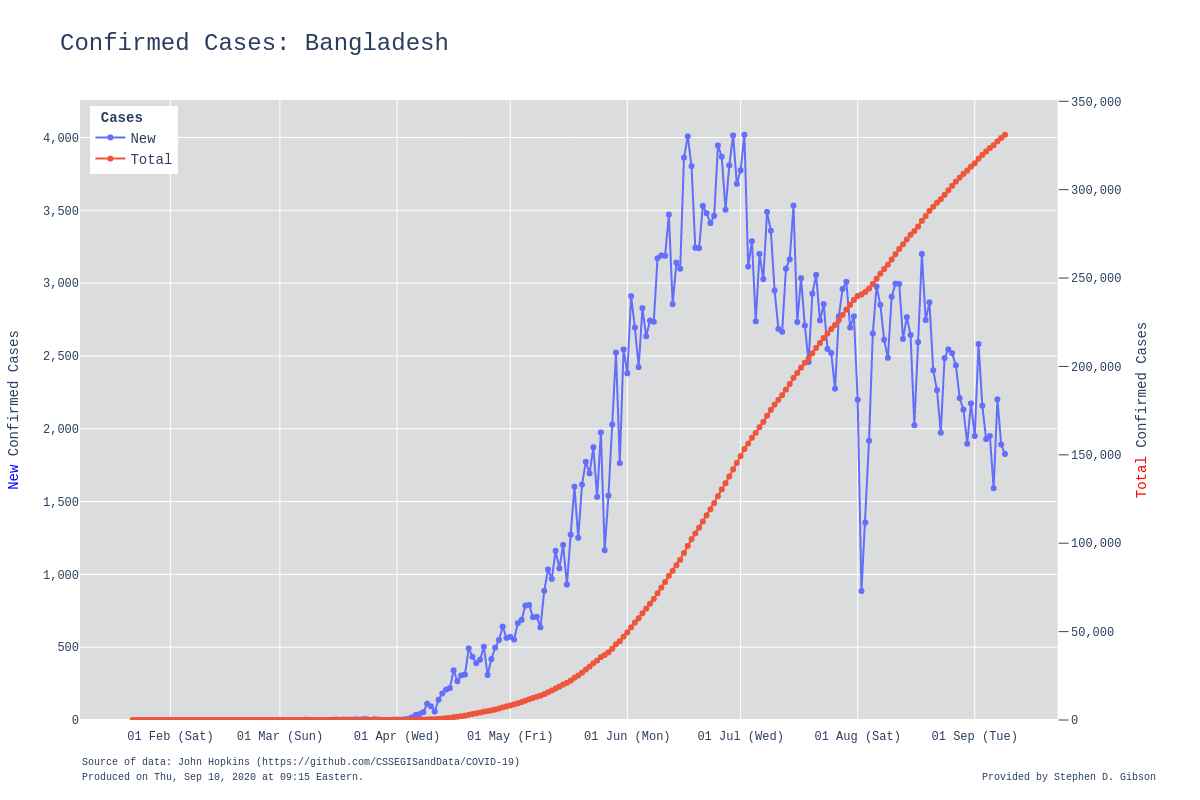 Confirmed Cases: Bangladesh
Cases
New
Total
4,000
3,500
3,000
2,500
2,000
1,500
1,000
500
0
New Confirmed Cases
350,000
300,000
250,000
200,000
150,000
100,000
50,000
0
Total Confirmed Cases
01 Feb (Sat) 01 Mar (Sun) 01 Apr (Wed) 01 May (Fri) 01 Jun (Mon) 01 Jul (Wed) 01 Aug (Sat) 01 Sep (Tue)
Source of data: John Hopkins (https://github.com/CSSEGISandData/COVID-19)
Produced on Thu, Sep 10, 2020 at 09:15 Eastern.
Provided by Stephen D. Gibson